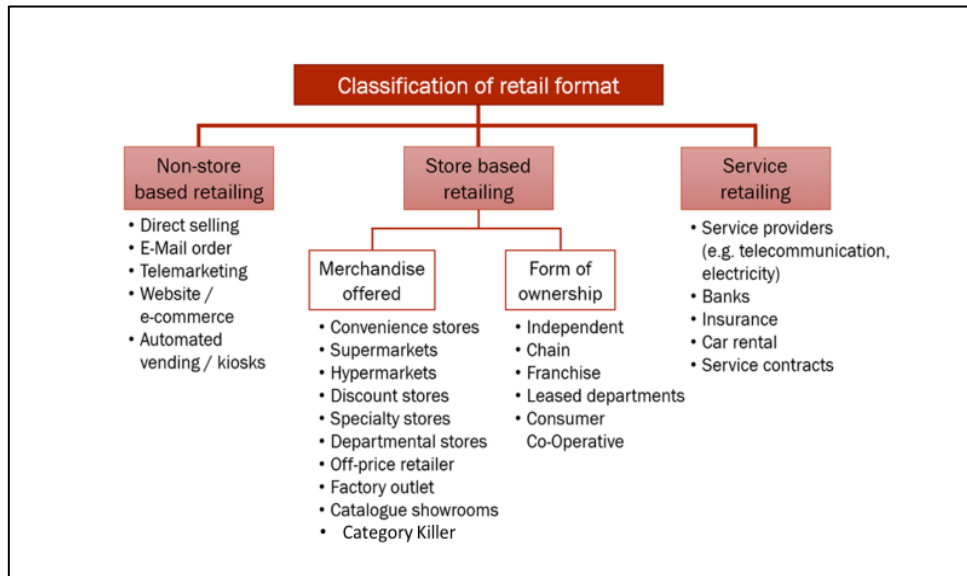 Classification of retail format
Non-store
based retailing
• Direct selling
• E-Mail order
• Telemarketing
• Website /
e-commerce
• Automated
vending / kiosks
Store based
retailing
Merchandise
offered
• Convenience stores
• Supermarkets
• Hypermarkets
• Discount stores
• Specialty stores
• Departmental stores
• Off-price retailer
• Factory outlet
• Catalogue showrooms
• Category Killer
Form of
ownership
• Independent
• Chain
• Franchise
• Leased departments
• Consumer
Co-Operative
Service
retailing
• Service providers
(e.g. telecommunication,
electricity)
• Banks
• Insurance
• Car rental
• Service contracts